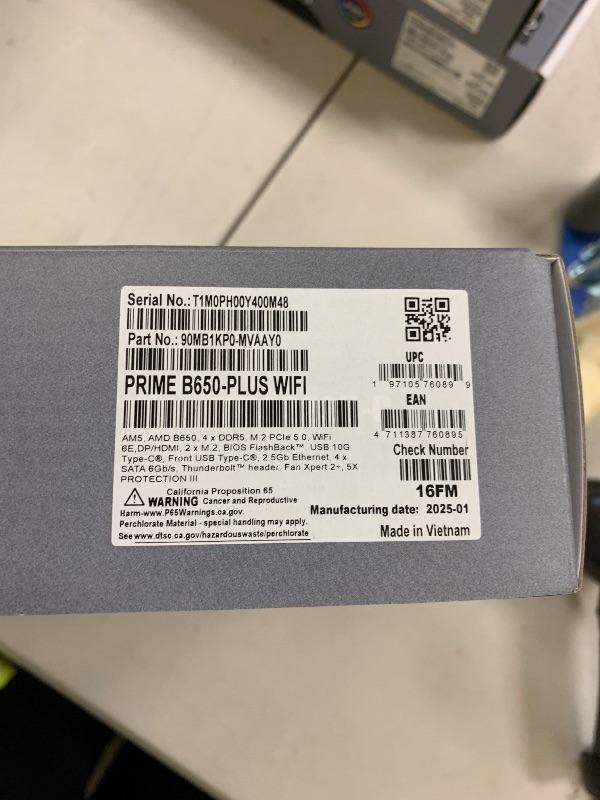 Serial No.: T1M0PH00Y400M48
Part No.: 90MB1KP0-MVAAY0
PRIME B650-PLUS WIFI
AM5, AMD B650, 4 x DDR5, M.2 PCIe 5.0, WiFi
6E,DP/HDMI, 2 x M.2, BIOS FlashBack™, USB 10G
Type-C®, Front USB Type-C®, 2.5Gb Ethernet, 4 x
SATA 6Gb/s, Thunderbolt™ header, Fan Xpert 2+, 5X
PROTECTION III
California Proposition 65
WARNING Cancer and Reproductive
Harm-www.P65Warnings.ca.gov.
Perchlorate Material - special handling may apply.
See www.dtsc.ca.gov/hazardouswaste/perchlorate
UPC
1 97105 76089 9
EAN
4 711387 760895
Check Number
16FM
Manufacturing date: 2025-01
Made in Vietnam